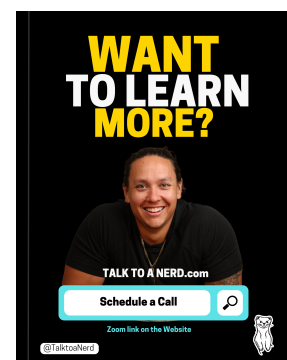 WANT
TO LEARN
MORE?
TALK TO A NERD.com
Schedule a Call
Zoom link on the Website
@TalktoaNerd